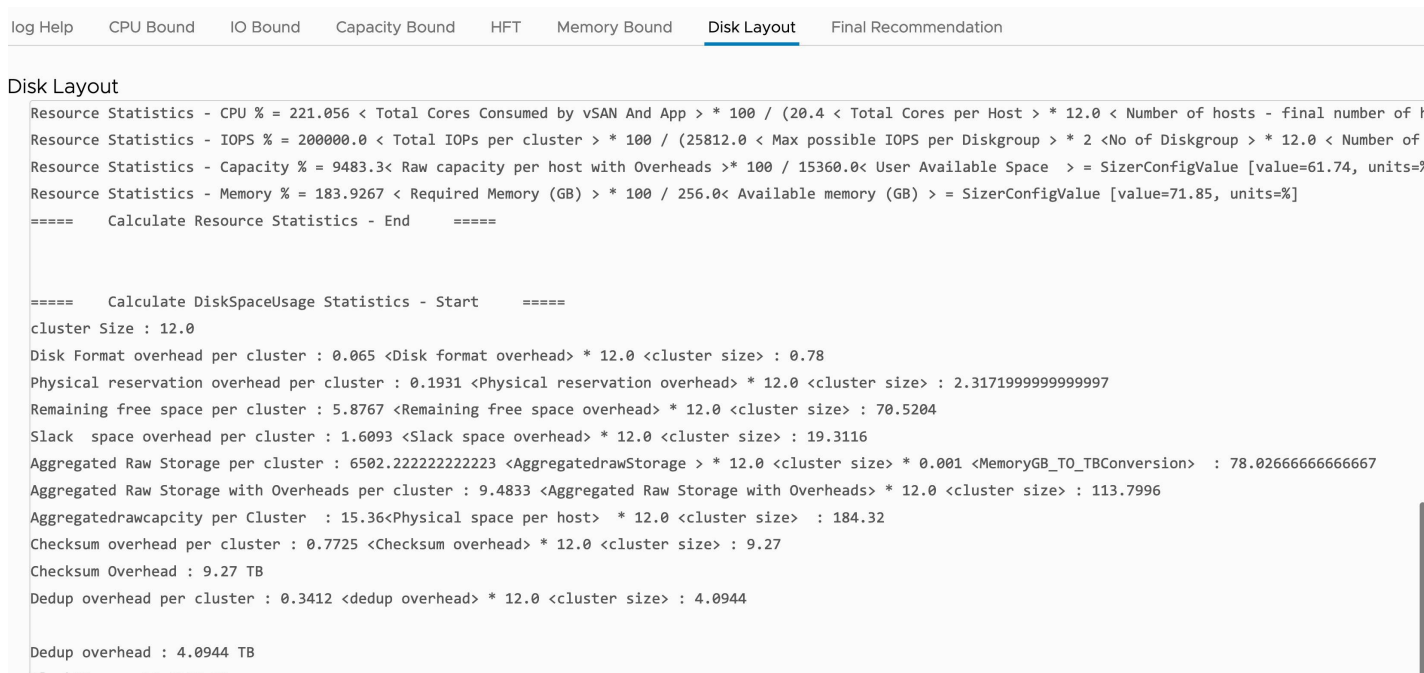 log Help CPU Bound IO Bound Capacity Bound HFT Memory Bound Disk Layout Final Recommendation
Disk Layout
Resource Statistics - CPU % = 221.056 < Total Cores Consumed by vSAN And App > * 100 / (20.4 < Total Cores per Host > * 12.0 < Number of hosts - final number of
Resource Statistics - IOPS % = 200000.0 < Total IOPs per cluster > * 100 / (25812.0 < Max possible IOPS per Diskgroup > * 2 <No of Diskgroup > * 12.0 < Number of
Resource Statistics - Capacity % = 9483.3< Raw capacity per host with Overheads >* 100 / 15360.0< User Available Space > = SizerConfigValue [value=61.74, units=%
Resource Statistics - Memory % = 183.9267 < Required Memory (GB) > * 100 / 256.0< Available memory (GB) > = SizerConfigValue [value=71.85, units=%]
===== Calculate Resource Statistics - End =====
===== Calculate DiskSpaceUsage Statistics - Start =====
cluster Size : 12.0
Disk Format overhead per cluster : 0.065 <Disk format overhead> * 12.0 <cluster size> : 0.78
Physical reservation overhead per cluster : 0.1931 <Physical reservation overhead> * 12.0 <cluster size> : 2.3171999999999997
Remaining free space per cluster : 5.8767 <Remaining free space overhead> * 12.0 <cluster size> : 70.5204
Slack space overhead per cluster : 1.6093 <Slack space overhead> * 12.0 <cluster size> : 19.3116
Aggregated Raw Storage per cluster : 6502.222222222223 <AggregatedrawStorage > * 12.0 <cluster size> * 0.001 <MemoryGB_TO_TBConversion> : 78.02666666666667
Aggregated Raw Storage with Overheads per cluster : 9.4833 <Aggregated Raw Storage with Overheads> * 12.0 <cluster size> : 113.7996
Aggregatedrawcapcity per Cluster : 15.36<Physical space per host> * 12.0 <cluster size> : 184.32
Checksum overhead per cluster : 0.7725 <Checksum overhead> * 12.0 <cluster size> : 9.27
Checksum Overhead : 9.27 TB
Dedup overhead per cluster : 0.3412 <dedup overhead> * 12.0 <cluster size> : 4.0944
Dedup overhead : 4.0944 TB